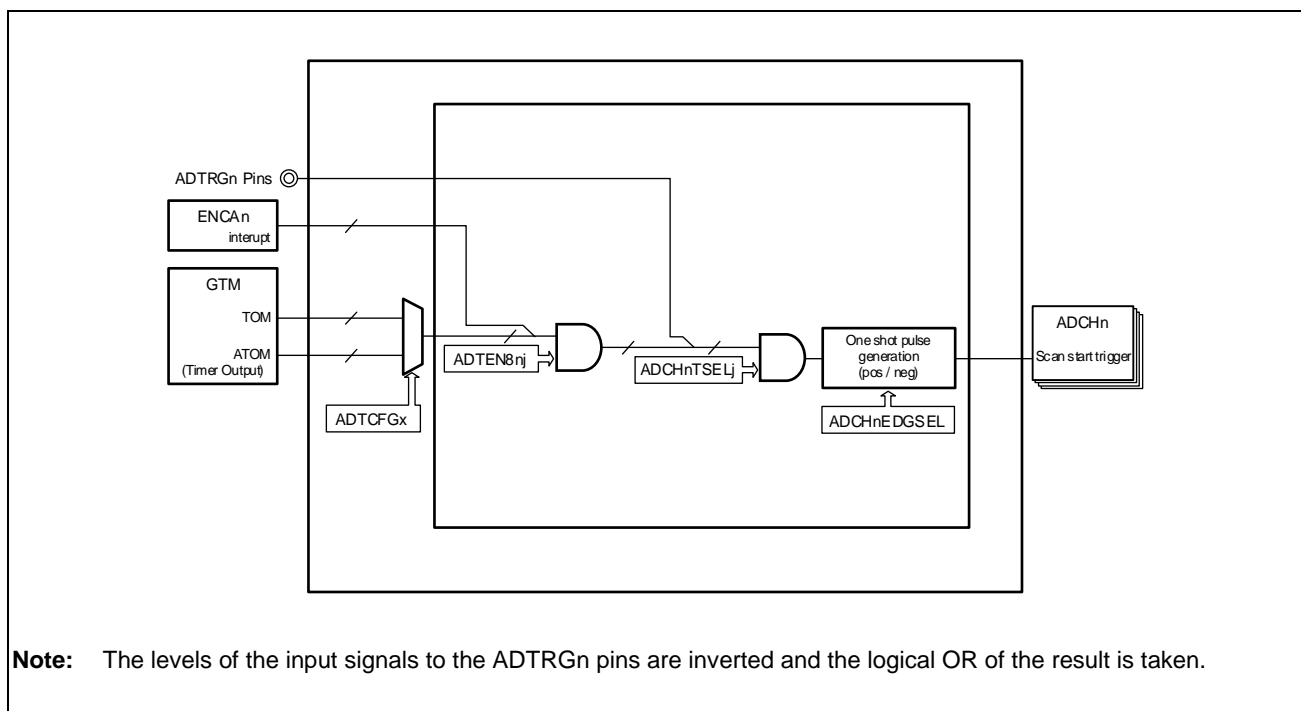 ADTRGn Pins
ENCAn
interupt
GTM
TOM
ATOM
(Timer Output)
ADTCFGx
ADTEN8nj
ADCHnTSELj
One shot pulse
generation
(pos / neg)
ADCHnEDGSEL
ADCHn
Scan start trigger
Note: The levels of the input signals to the ADTRGn pins are inverted and the logical OR of the result is taken.